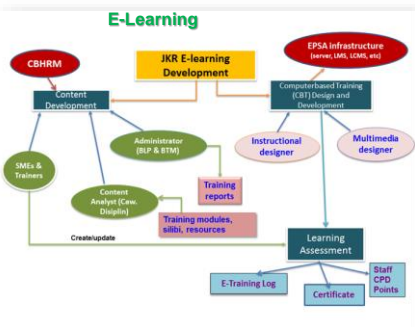 E-Learning
EPSA Infrastructure
(server, LMS, LCMS, etc)
CBHRM
JKR E-learning
Development
Content
Development
Computerbased Training
(CBT) Design and
Development
Administrator
(BLP & BTM)
Instructional
designer
Multimedia
designer
SMEs &
Trainers
Training
reports
Content
Analyst (Caw.
Disiplin)
Training modules,
silibi, resources
Create/update
Learning
Assessment
E-Training Log
Certificate
Staff
CPD
Points